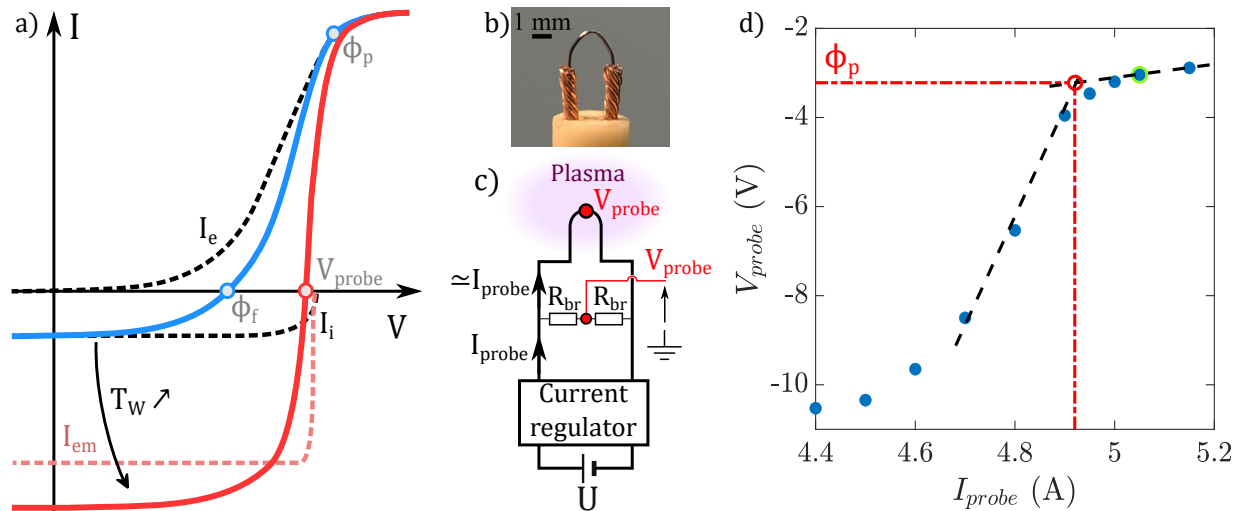 a)
I
ϕp
Ie
Vprobe
ϕf
Ii
V
TW ↗
Iem
b)
1 mm
c)
Plasma
Vprobe
Vprobe
≃Iprobe
Rbr
Rbr
Iprobe
Current
regulator
U
d)
-2
ϕp
-4
-6
-8
-10
Vprobe (V)
4.4 4.6 4.8 5 5.2
Iprobe (A)